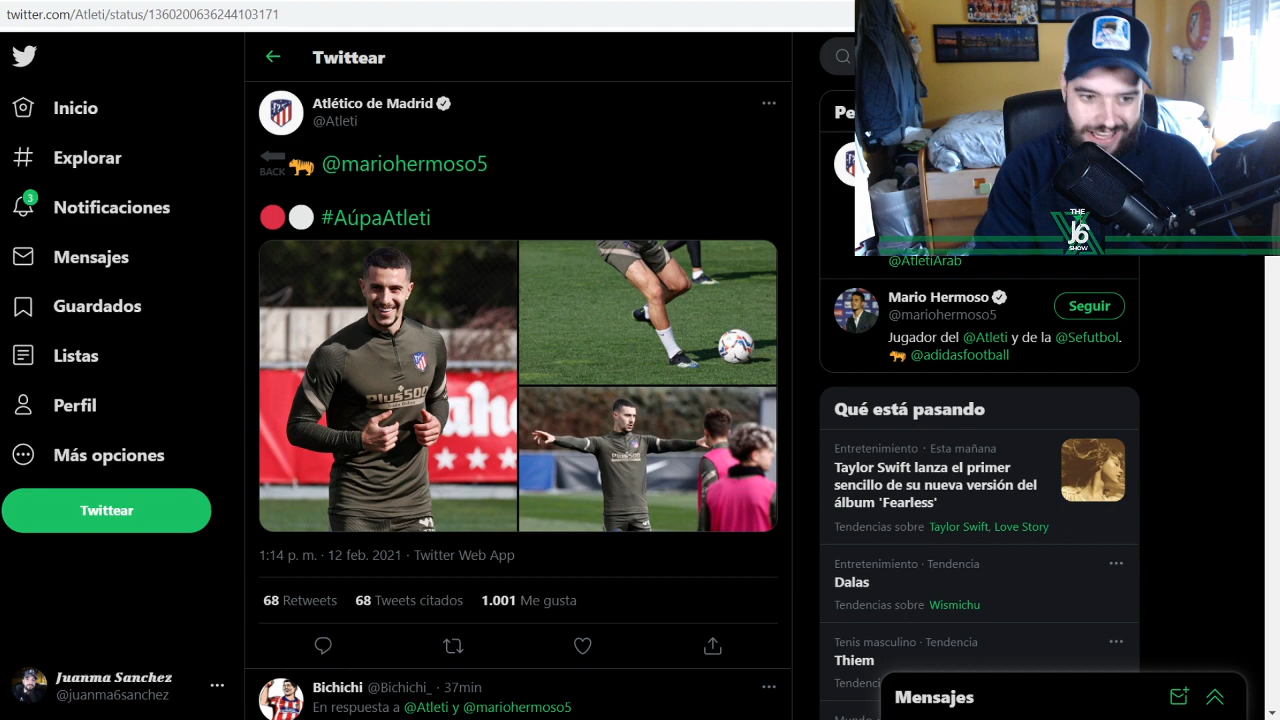 twitter.com/Atleti/status/1360200636244103171
Inicio
Explorar
3
Notificaciones
Mensajes
Guardados
Listas
Perfil
Más opciones
Twittear
Juanma Sanchez
@juanma6sanchez
Twittear
Atlético de Madrid
@Atleti
BACK @mariohermoso5
#AúpaAtleti
Plus500
Plus500
1:14 p. m. · 12 feb. 2021 · Twitter Web App
68 Retweets 68 Tweets citados 1.001 Me gusta
Bichichi @Bichichi_ · 37min
En respuesta a @Atleti y @mariohermoso5
Pe
THE
J6
SHOW
@AtletiArab
Mario Hermoso
@mariohermoso5
Seguir
Jugador del @Atleti y de la @Sefutbol.
@adidasfootball
Qué está pasando
Entretenimiento · Esta mañana
Taylor Swift lanza el primer
sencillo de su nueva versión del
álbum 'Fearless'
Tendencias sobre Taylor Swift, Love Story
Entretenimiento · Tendencia
Dalas
Tendencias sobre Wismichu
Tenis masculino · Tendencia
Thiem
Tendenci
Mensajes